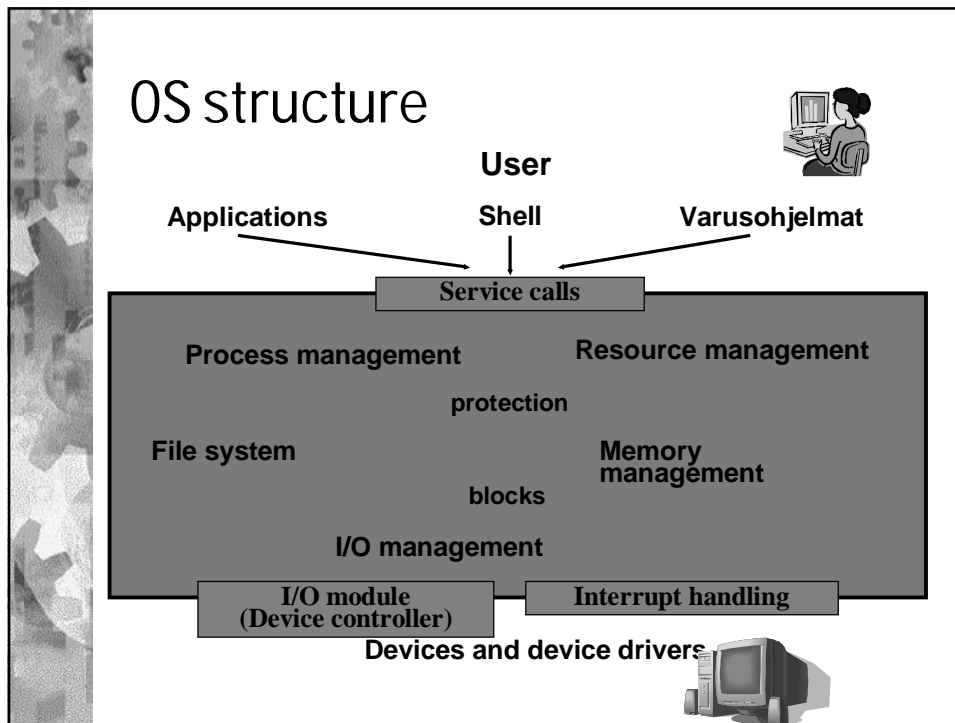 OS structure
User
Applications
Shell
Varusohjelmat
Service calls
Process management
Resource management
protection
File system
Memory
management
blocks
I/O management
I/O module
(Device controller)
Interrupt handling
Devices and device drivers